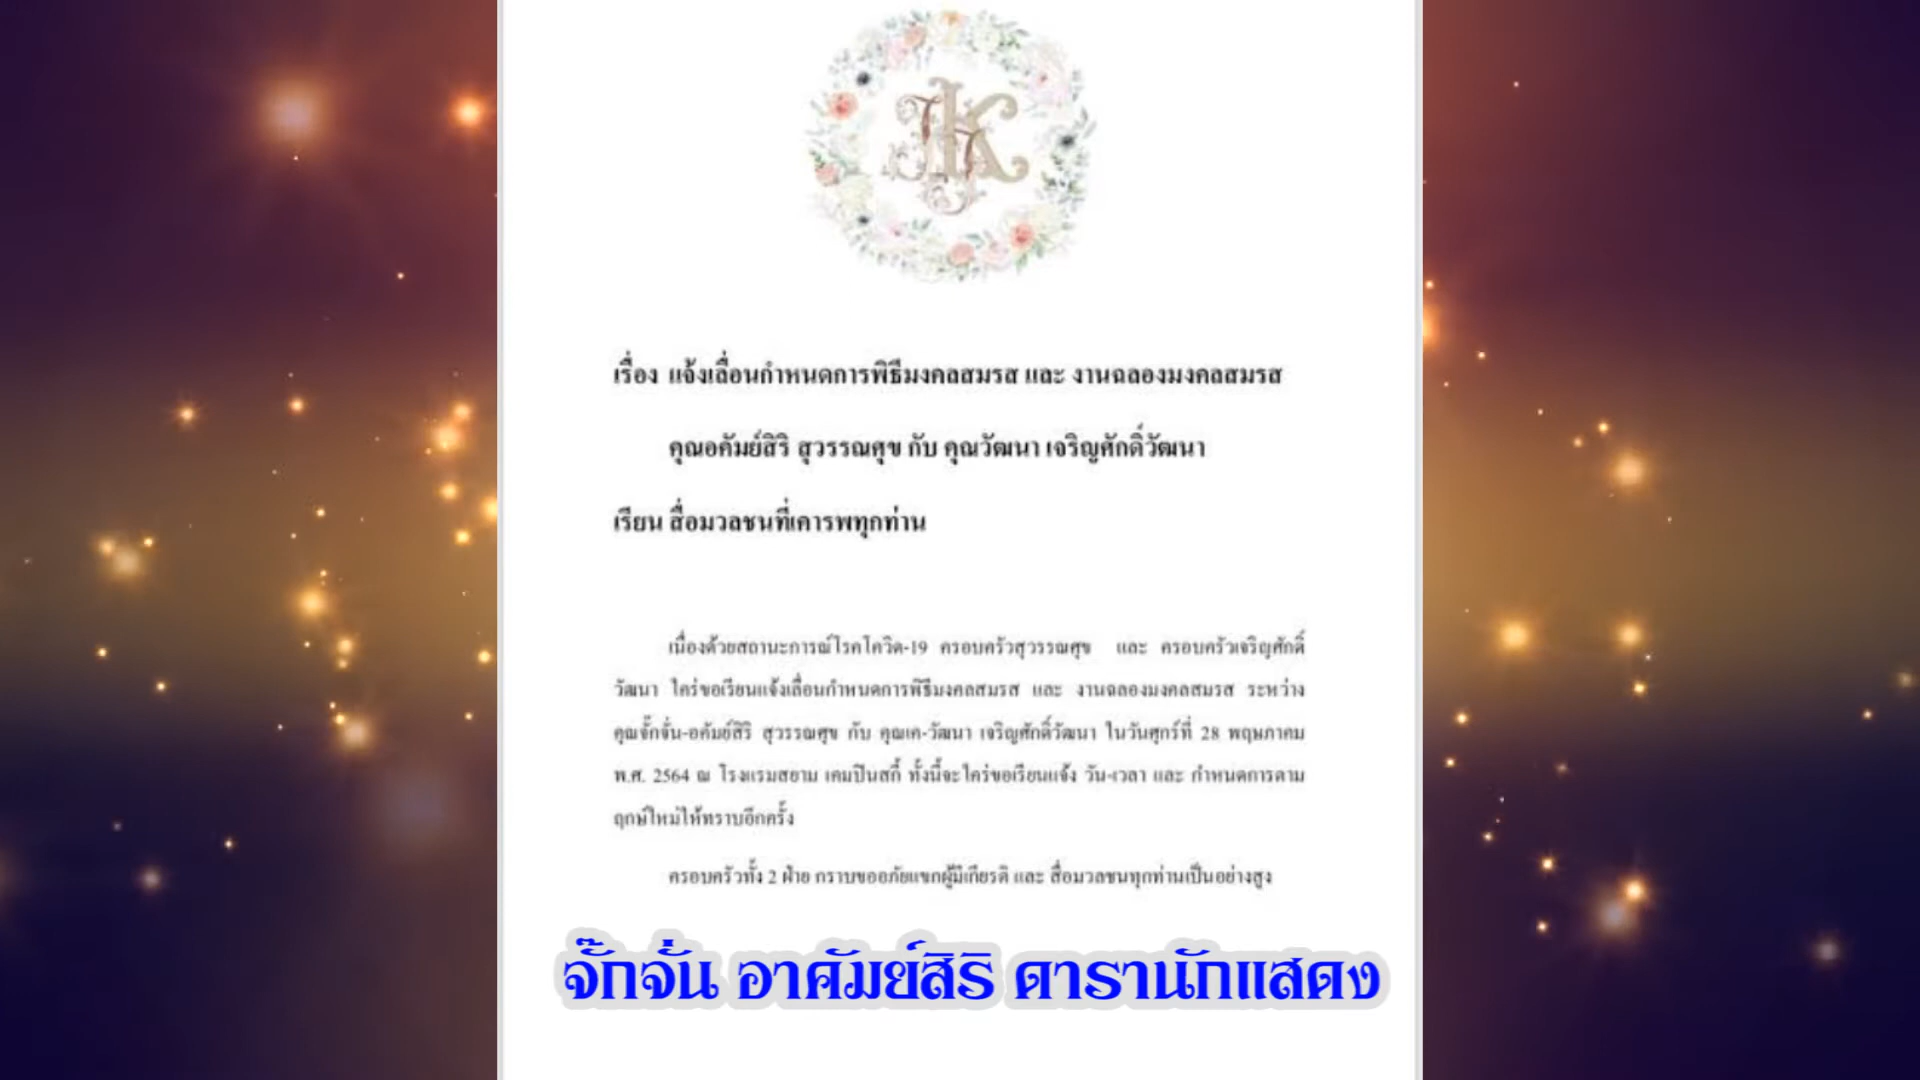 JK
เรื่อง แจ้งเลื่อนกำหนดการพิธีมงคลสมรส และ งานฉลองมงคลสมรส
คุณอคัมย์สิริ สุวรรณศุข กับ คุณวัฒนา เจริญศักดิ์วัฒนา
เรียน สื่อมวลชนที่เคารพทุกท่าน
เนื่องด้วยสถานะการณ์โรคโควิด-19 ครอบครัวสุวรรณศุข และ ครอบครัวเจริญศักดิ์
วัฒนา ใคร่ขอเรียนแจ้งเลื่อนกำหนดการพิธีมงคลสมรส และ งานฉลองมงคลสมรส ระหว่าง
คุณจั๊กจั่น-อคัมย์สิริ สุวรรณศุข กับ คุณเค-วัฒนา เจริญศักดิ์วัฒนา ในวันศุกร์ที่ 28 พฤษภาคม
พ.ศ. 2564 ณ โรงแรมสยาม เคมปินสกี้ ทั้งนี้จะใคร่ขอเรียนแจ้ง วัน-เวลา และ กำหนดการตาม
ฤกษ์ใหม่ให้ทราบอีกครั้ง
ครอบครัวทั้ง 2 ฝ่าย กราบขออภัยแขกผู้มีเกียรติ และ สื่อมวลชนทุกท่านเป็นอย่างสูง
จั๊กจั่น อาคัมย์สิริ ดารานักแสดง